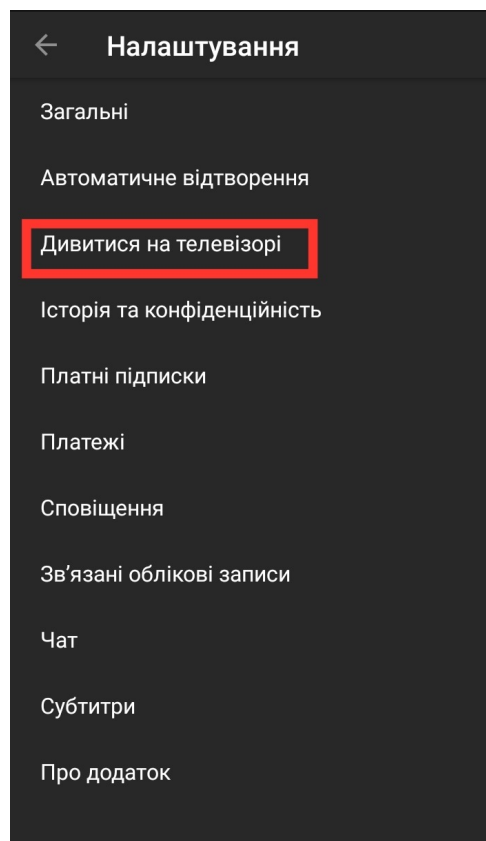 Налаштування
Загальні
Автоматичне відтворення
Дивитися на телевізорі
Історія та конфіденційність
Платні підписки
Платежі
Сповіщення
Зв’язані облікові записи
Чат
Субтитри
Про додаток